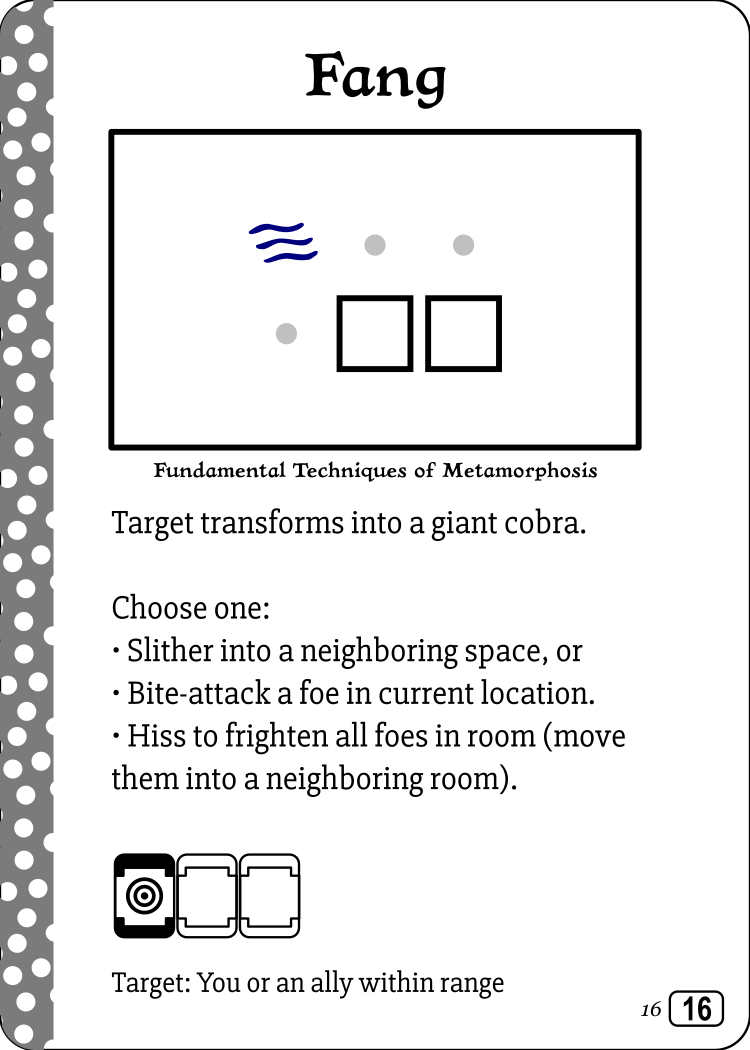 Fang
Fundamental Techniques of Metamorphosis
Target transforms into a giant cobra.
Choose one:
• Slither into a neighboring space, or
• Bite-attack a foe in current location.
• Hiss to frighten all foes in room (move
them into a neighboring room).
Target: You or an ally within range
16 16